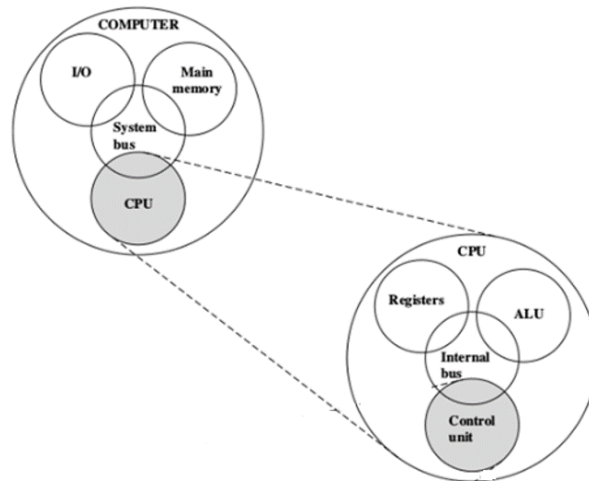 COMPUTER
I/O
Main
memory
System
bus
CPU
CPU
Registers
ALU
Internal
bus
Control
unit